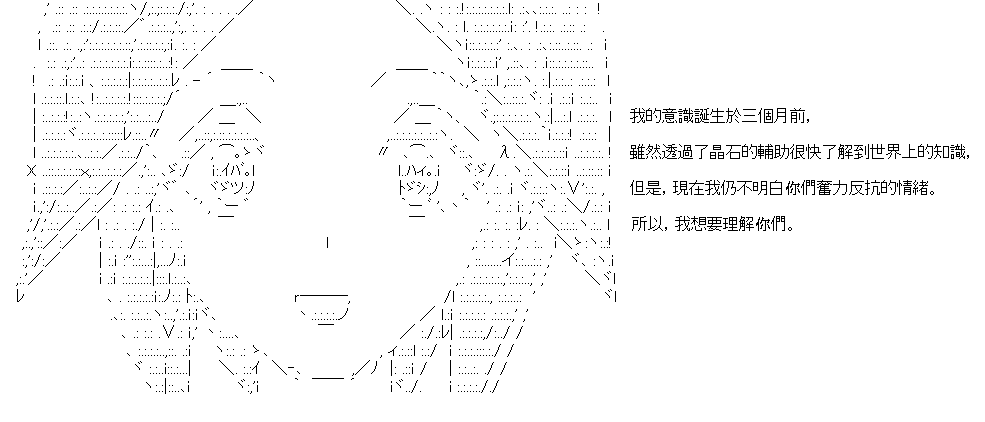 我的意識誕生於三個月前，
雖然透過了晶石的輔助很快了解到世界上的知識，
但是，現在我仍不明白你們奮力反抗的情緒。
所以，我想要理解你們。